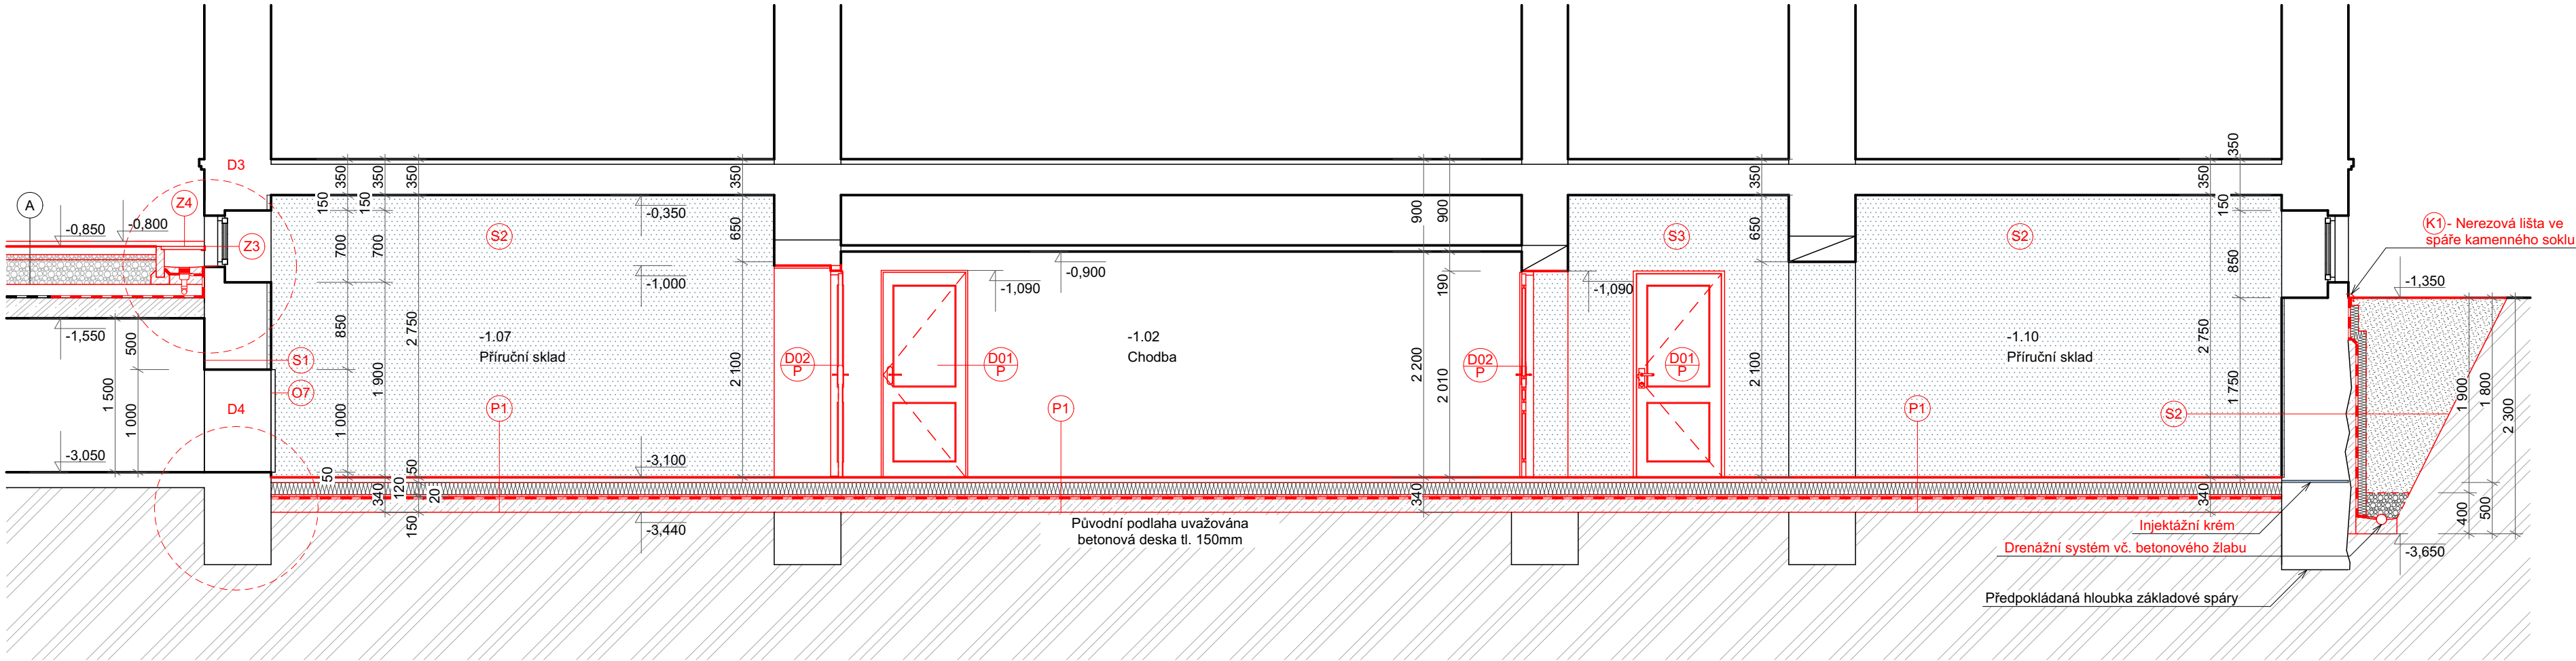 D3
A
Z4
-0,850
-0,800
Z3
-1,550
1 500
500
1 000
-3,050
D4
S1
O7
350
150
700
850
1 000
50
350
150
700
1 900
340
350
2 750
50
120
20
150
S2
-0,350
-1,000
-1.07
Příruční sklad
P1
-3,100
-3,440
350
650
2 100
D02
P
D01
P
-1,090
-0,900
-1.02
Chodba
P1
Původní podlaha uvažována
betonová deska tl. 150mm
900
2 200
340
900
190
2 010
D02
P
-1,090
S3
D01
P
350
650
2 100
S2
-1.10
Příruční sklad
P1
350
2 750
340
350
150
850
1 750
S2
K1 - Nerezová lišta ve
spáře kamenného soklu
-1,350
1 900
400
1 800
500
2 300
-3,650
Injektážní krém
Drenážní systém vč. betonového žlabu
Předpokládaná hloubka základové spáry